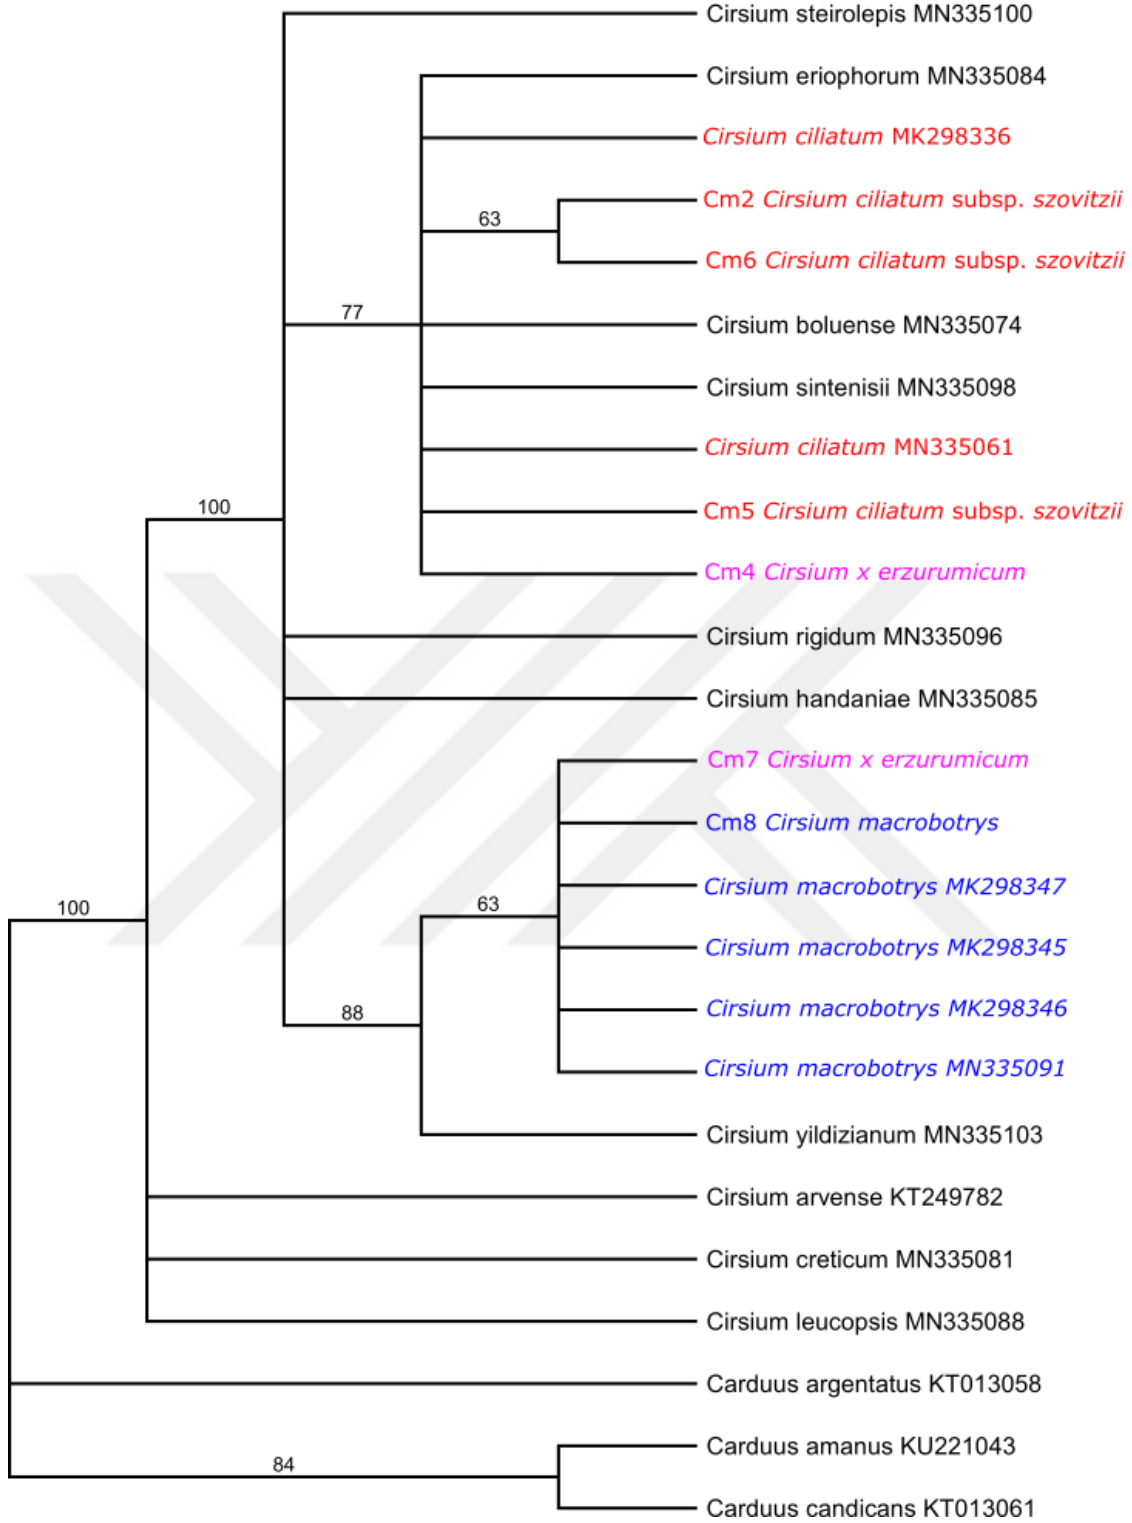 Cirsium steirolepis MN335100
Cirsium eriophorum MN335084
Cirsium ciliatum MK298336
Cm2 Cirsium ciliatum subsp. szovitzii
63
Cm6 Cirsium ciliatum subsp. szovitzii
77
Cirsium boluense MN335074
Cirsium sintenisii MN335098
Cirsium ciliatum MN335061
100
Cm5 Cirsium ciliatum subsp. szovitzii
Cm4 Cirsium x erzurumicum
Cirsium rigidum MN335096
Cirsium handaniae MN335085
Cm7 Cirsium x erzurumicum
Cm8 Cirsium macrobotrys
Cirsium macrobotrys MK298347
100
63
Cirsium macrobotrys MK298345
Cirsium macrobotrys MK298346
88
Cirsium macrobotrys MN335091
Cirsium yildizianum MN335103
Cirsium arvense KT249782
Cirsium creticum MN335081
Cirsium leucopsis MN335088
Carduus argentatus KT013058
Carduus amanus KU221043
84
Carduus candicans KT013061